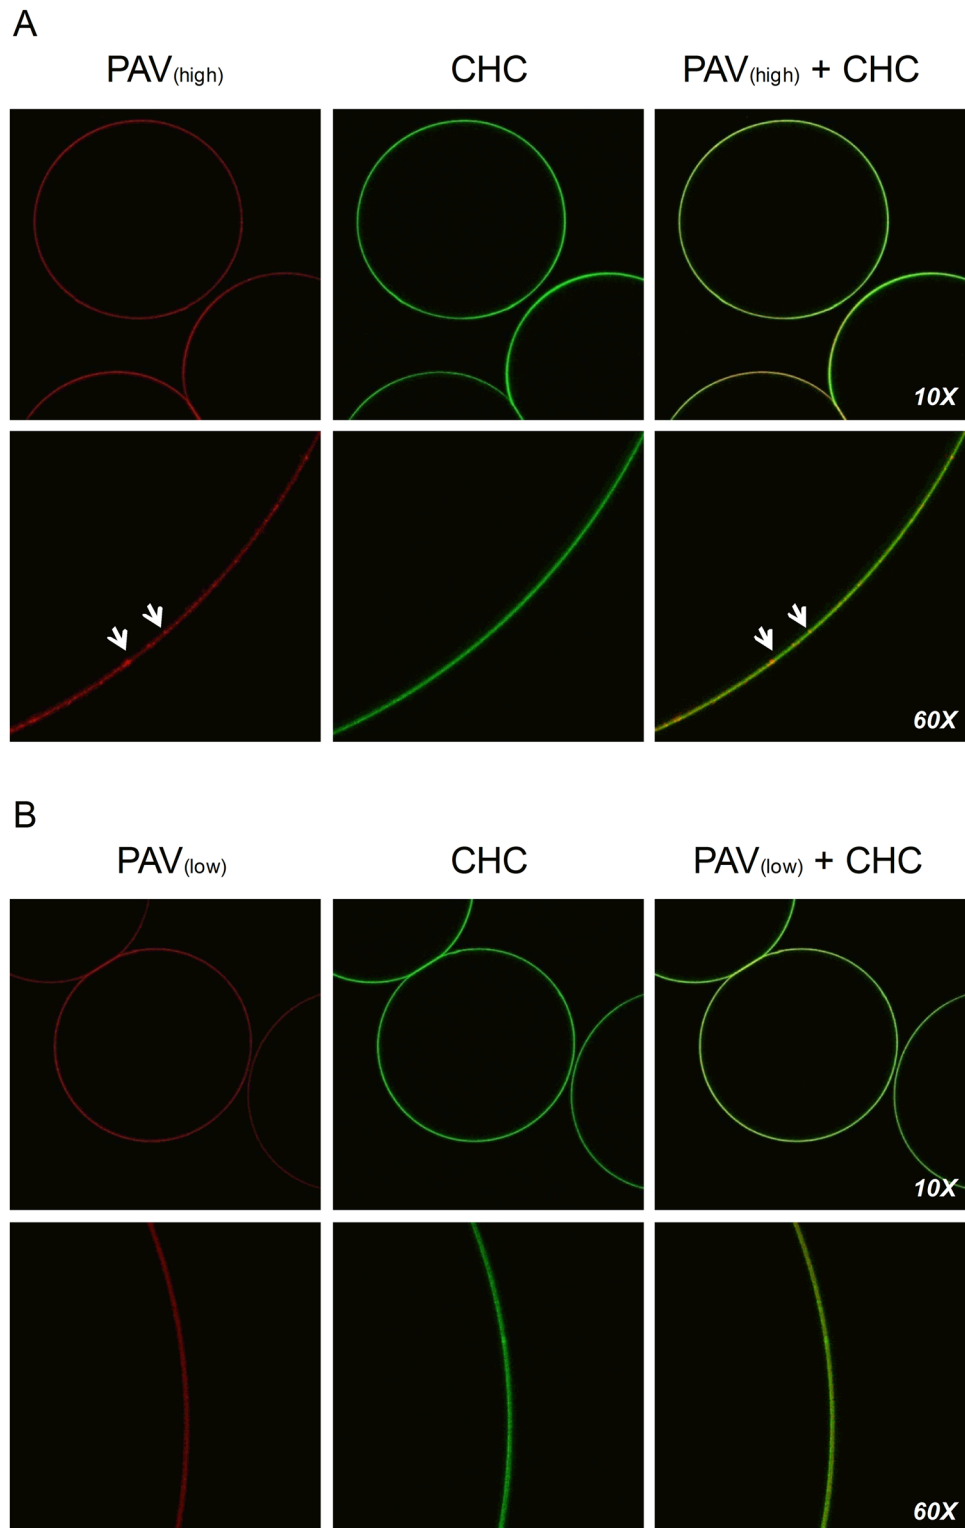 A
PAV(high) CHC PAV(high) + CHC
10X
60X
B
PAV(low) CHC PAV(low) + CHC
10X
60X